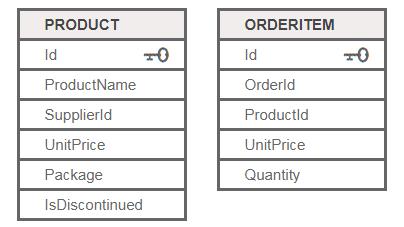 PRODUCT
Id
ProductName
SupplierId
UnitPrice
Package
IsDiscontinued
ORDERITEM
Id
OrderId
ProductId
UnitPrice
Quantity